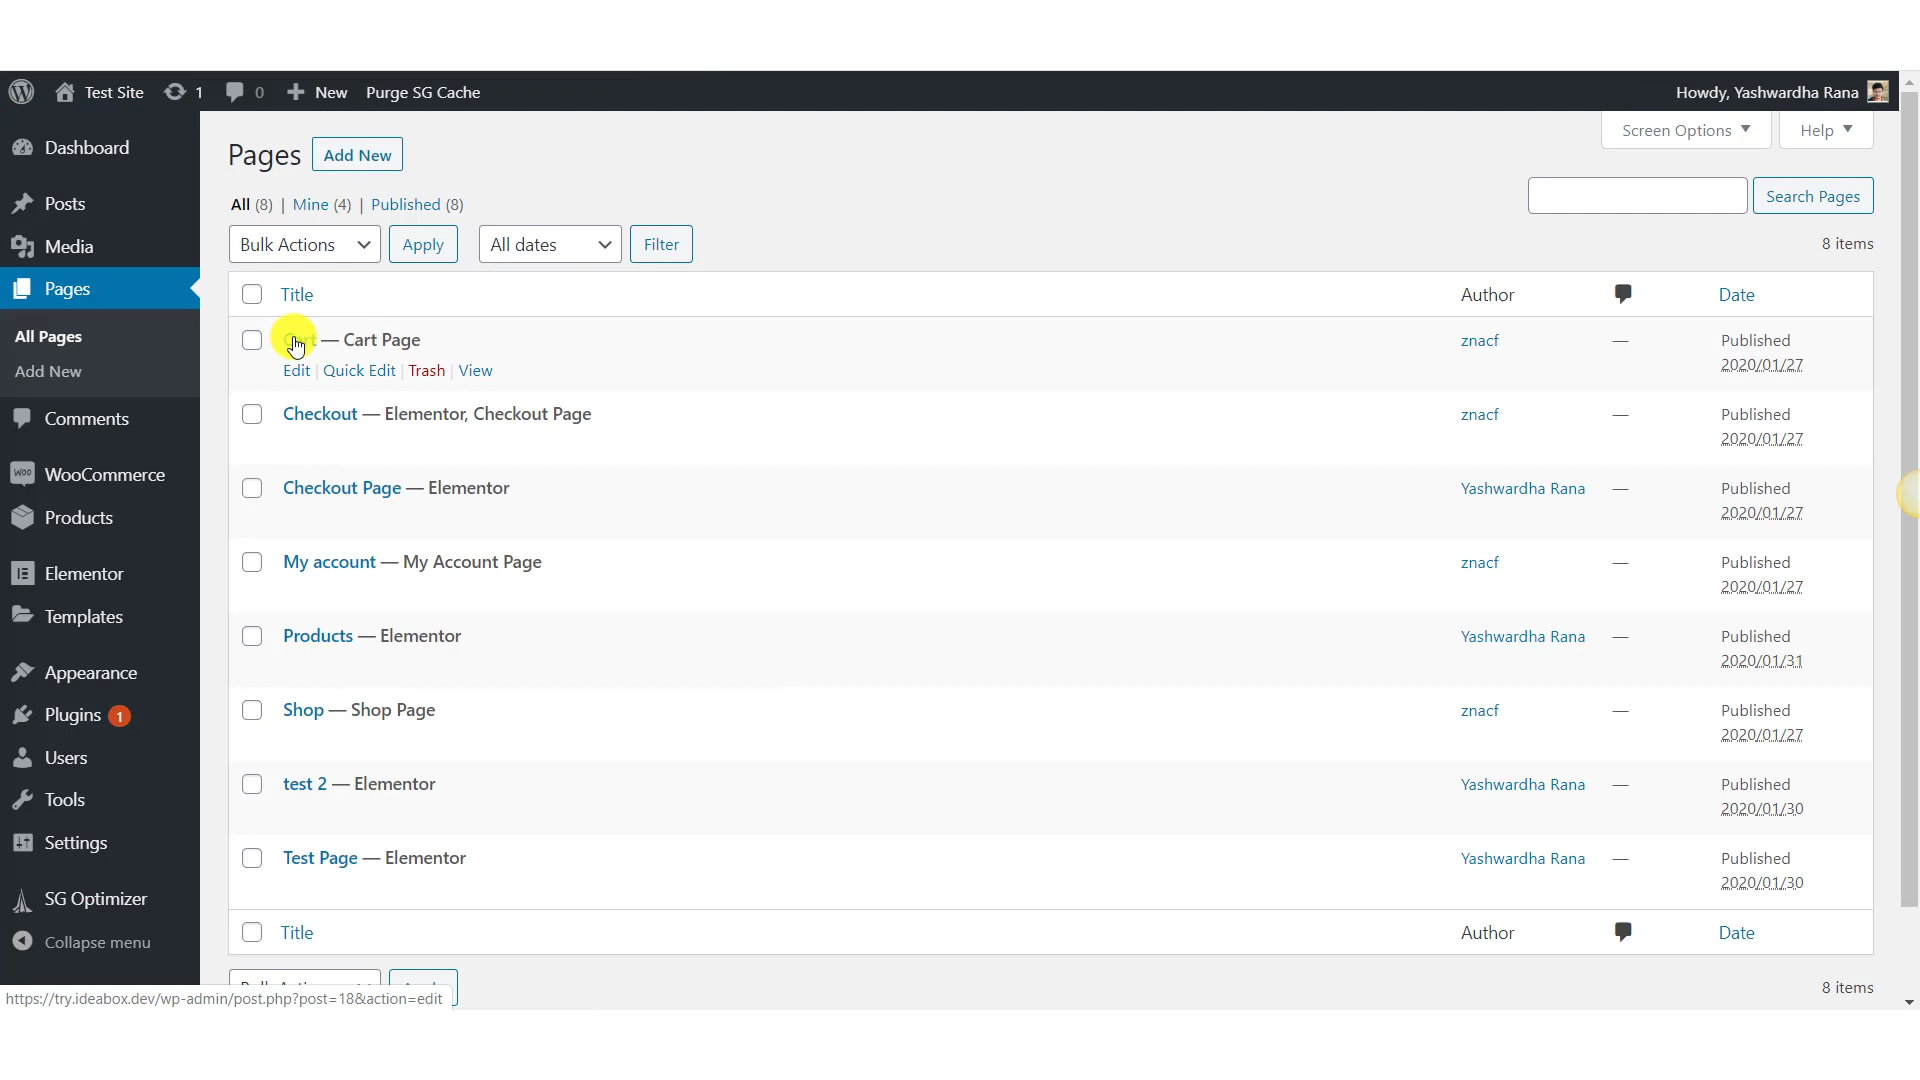 Test Site 1 0 New Purge SG Cache Howdy, Yashwardha Rana
Screen Options Help
Dashboard
Posts
Media
Pages
All Pages
Add New
Comments
WooCommerce
Products
Elementor
Templates
Appearance
Plugins 1
Users
Tools
Settings
SG Optimizer
Collapse menu
Pages Add New
All (8) | Mine (4) | Published (8)
Search Pages
Bulk Actions Apply All dates Filter 8 items
Title Author Date
Cart — Cart Page znacf — Published
2020/01/27
Edit | Quick Edit | Trash | View
Checkout — Elementor, Checkout Page znacf — Published
2020/01/27
Checkout Page — Elementor Yashwardha Rana — Published
2020/01/27
My account — My Account Page znacf — Published
2020/01/27
Products — Elementor Yashwardha Rana — Published
2020/01/31
Shop — Shop Page znacf — Published
2020/01/27
test 2 — Elementor Yashwardha Rana — Published
2020/01/30
Test Page — Elementor Yashwardha Rana — Published
2020/01/30
Title Author Date
8 items
https://try.ideabox.dev/wp-admin/post.php?post=18&action=edit